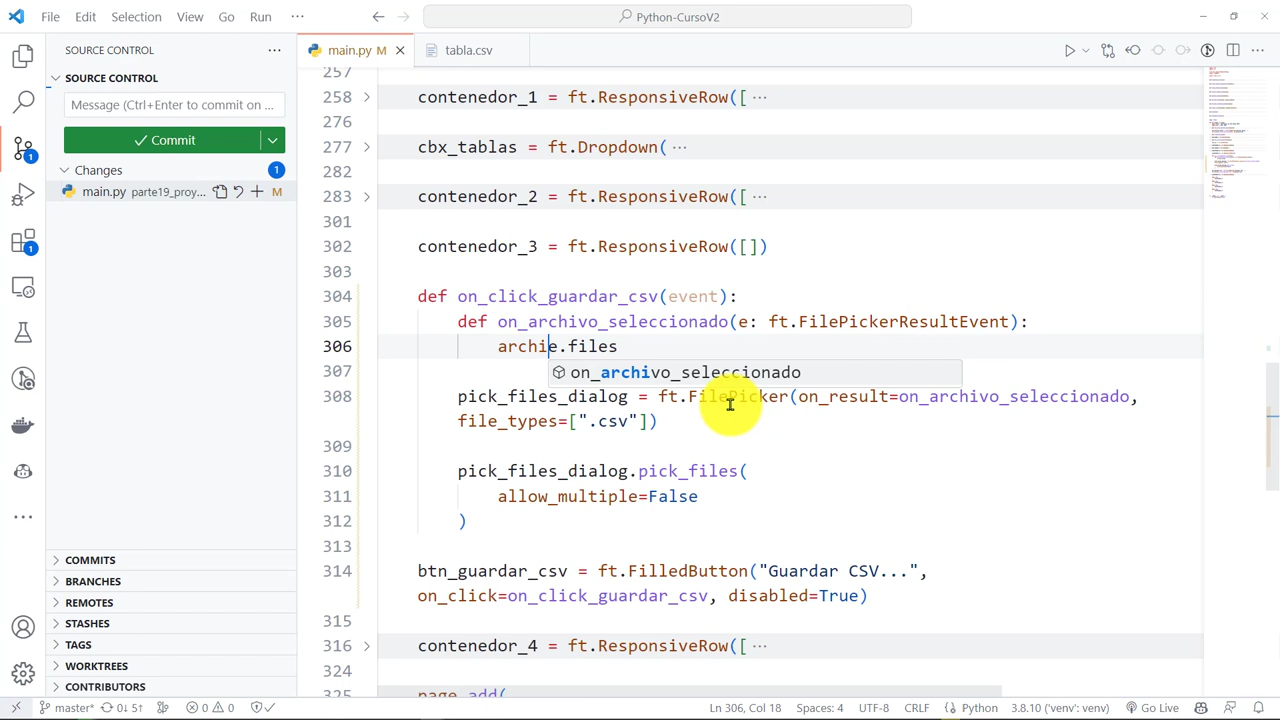 File Edit Selection View Go Run ··· Python-CursoV2
SOURCE CONTROL ···
main.py M
tabla.csv
SOURCE CONTROL
Message (Ctrl+Enter to commit on ...
Commit
Changes 1
main.py pare19_proy... M
COMMITS
BRANCHES
REMOTES
STASHES
TAGS
WORKTREES
CONTRIBUTORS
257
258 contenedor_1 = ft.ResponsiveRow([ ···
276
277 cbx_tablas = ft.Dropdown( ···
282
283 contenedor_2 = ft.ResponsiveRow([ ···
301
302 contenedor_3 = ft.ResponsiveRow([])
303
304 def on_click_guardar_csv(event):
305 def on_archivo_seleccionado(e: ft.FilePickerResultEvent):
306 archie.files
on_archivo_seleccionado
307
308 pick_files_dialog = ft.FilePicker(on_result=on_archivo_seleccionado,
file_types=[".csv"])
309
310 pick_files_dialog.pick_files(
311 allow_multiple=False
312 )
313
314 btn_guardar_csv = ft.FilledButton("Guardar CSV...",
on_click=on_click_guardar_csv, disabled=True)
315
316 contenedor_4 = ft.ResponsiveRow([ ···
324
325 page.add(
master* 0↓ 5↑ 0 0 Ln 306, Col 18 Spaces: 4 UTF-8 CRLF Python 3.8.10 ('venv': venv) Go Live